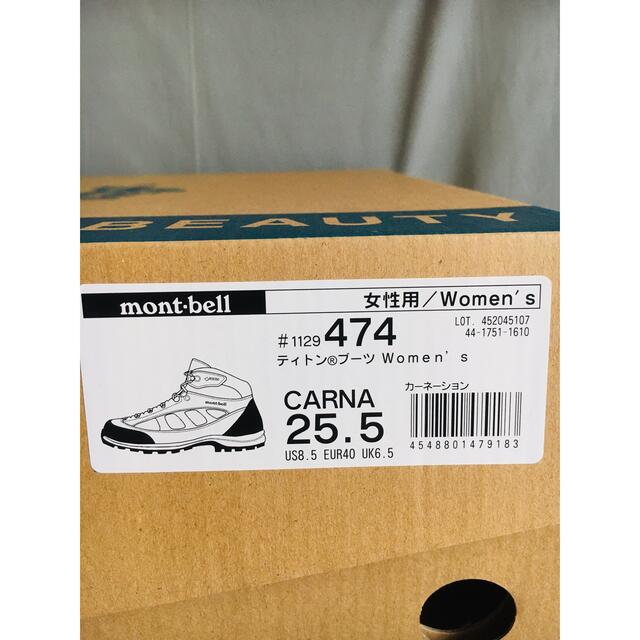 BEAUTY
mont-bell
女性用/Women's
#1129 474
LOT. 452045107
44-1751-1610
ティトン®ブーツ Women's
mont-bell
CARNA
カーネーション
25.5
US8.5 EUR40 UK6.5
4548801479183